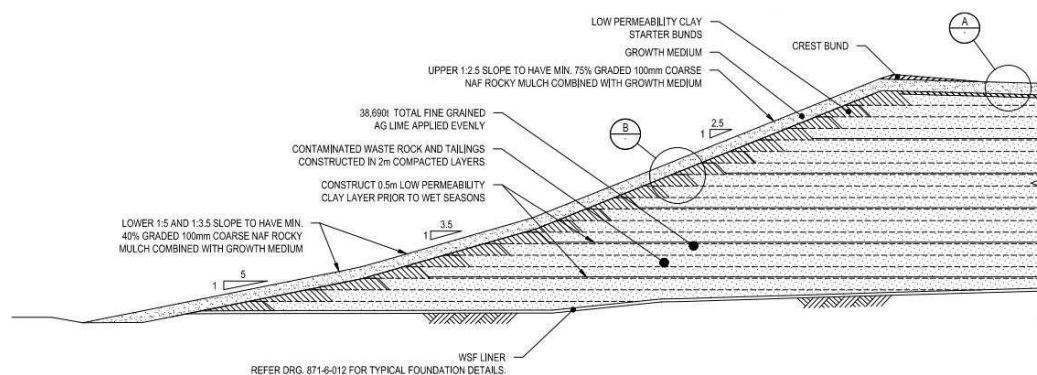 LOW PERMEABILITY CLAY
STARTER BUNDS
GROWTH MEDIUM
UPPER 1:2.5 SLOPE TO HAVE MIN. 75% GRADED 100mm COARSE
NAF ROCKY MULCH COMBINED WITH GROWTH MEDIUM
CREST BUND
A
-
38,690t TOTAL FINE GRAINED
AG LIME APPLIED EVENLY
B
-
2.5
1
CONTAMINATED WASTE ROCK AND TAILINGS
CONSTRUCTED IN 2m COMPACTED LAYERS
CONSTRUCT 0.5m LOW PERMEABILITY
CLAY LAYER PRIOR TO WET SEASONS
LOWER 1:5 AND 1:3.5 SLOPE TO HAVE MIN.
40% GRADED 100mm COARSE NAF ROCKY
MULCH COMBINED WITH GROWTH MEDIUM
3.5
1
5
1
WSF LINER
REFER DRG. 871-6-012 FOR TYPICAL FOUNDATION DETAILS.